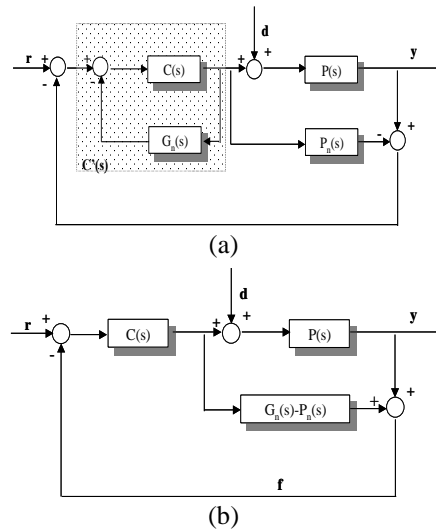 d
r + + + + y
- - C(s) + P(s)
G_n(s) P_n(s) - +
C'(s)
(a)
d
r + + + y
- C(s) P(s)
G_n(s)-P_n(s) + +
f
(b)